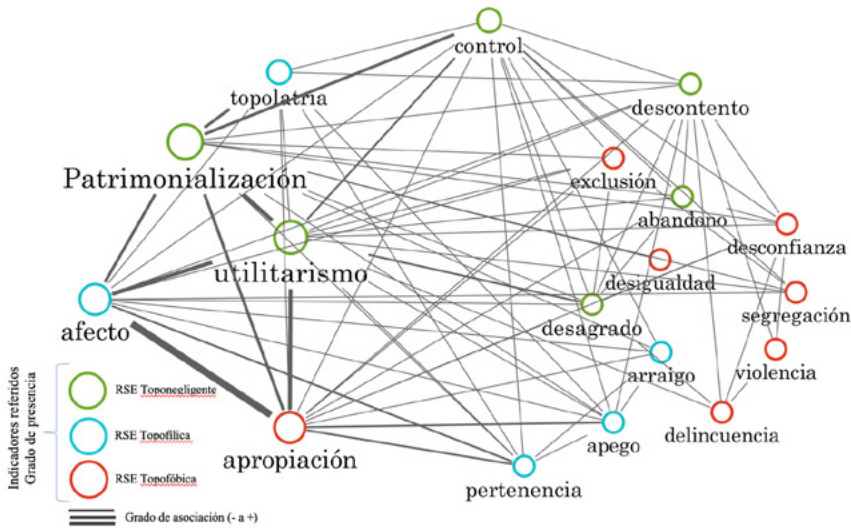 control
topolatria
descontento
exclusión
Patrimonialización
abandono
desconfianza
utilitarismo
desigualdad
segregación
afecto
desagrado
arraigo
violencia
apego
delincuencia
apropiación
pertenencia
Indicadores referidos
Grado de presencia
RSE Toponegligente
RSE Topofílica
RSE Topofóbica
Grado de asociación (- a +)